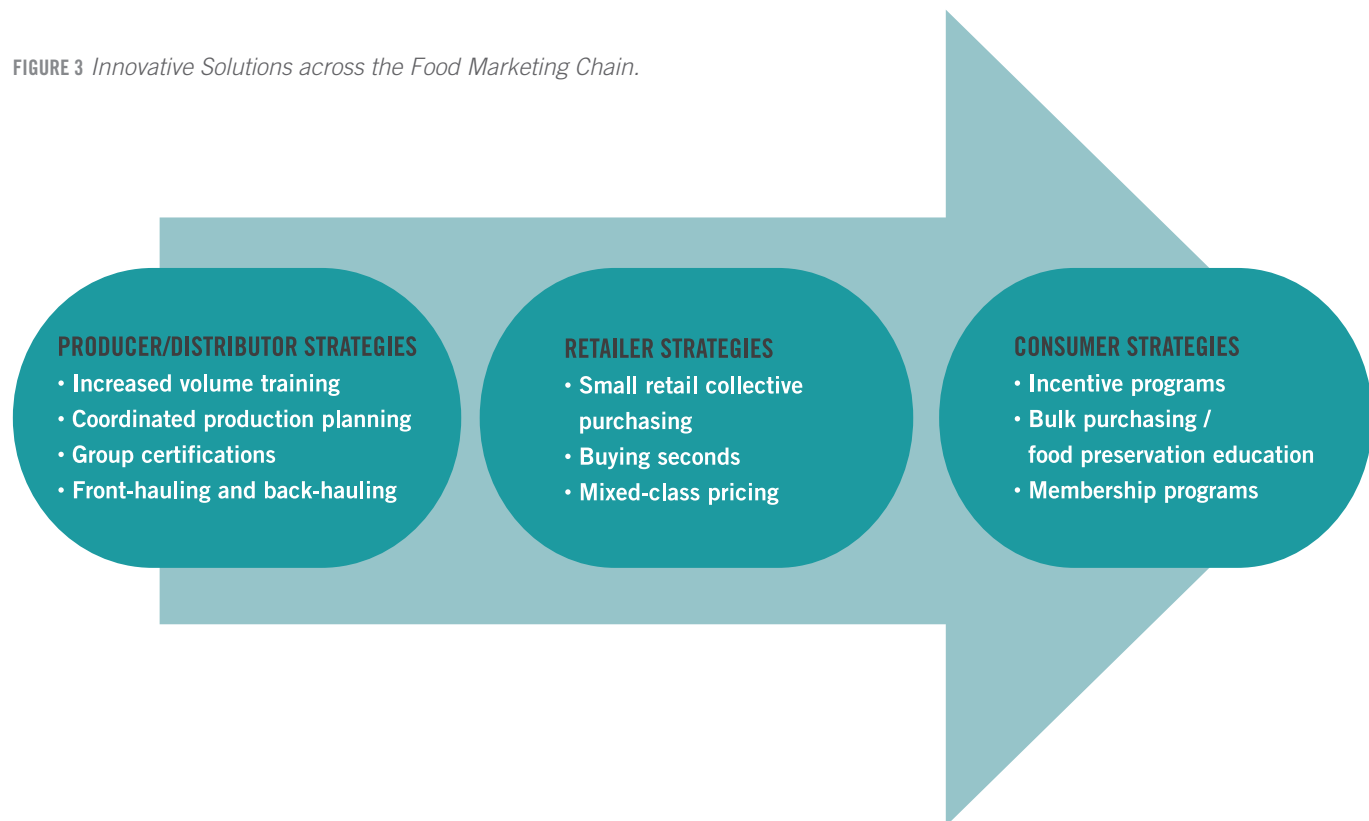 FIGURE 3 Innovative Solutions across the Food Marketing Chain.
PRODUCER/DISTRIBUTOR STRATEGIES
• Increased volume training
• Coordinated production planning
• Group certifications
• Front-hauling and back-hauling
RETAILER STRATEGIES
• Small retail collective
purchasing
• Buying seconds
• Mixed-class pricing
CONSUMER STRATEGIES
• Incentive programs
• Bulk purchasing /
food preservation education
• Membership programs